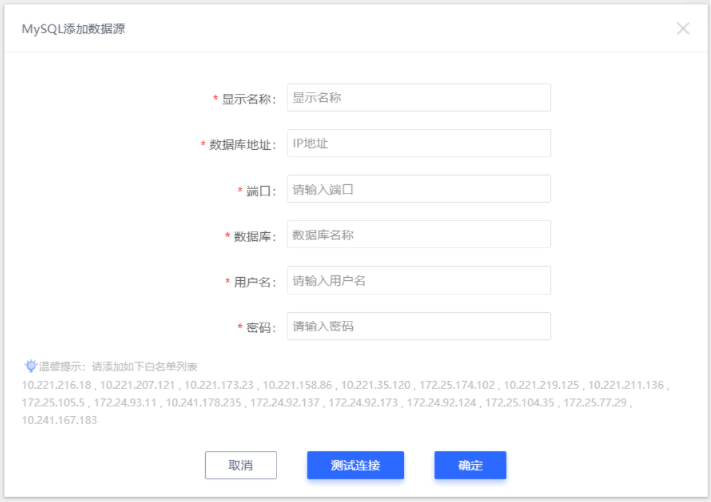 MySQL添加数据源
* 显示名称： 显示名称
* 数据库地址： IP地址
* 端口： 请输入端口
* 数据库： 数据库名称
* 用户名： 请输入用户名
* 密码： 请输入密码
温馨提示：请添加如下白名单列表
10.221.216.18 , 10.221.207.121 , 10.221.173.23 , 10.221.158.86 , 10.221.35.120 , 172.25.174.102 , 10.221.219.125 , 10.221.211.136 ,
172.25.105.5 , 172.24.93.11 , 10.241.178.235 , 172.24.92.137 , 172.24.92.173 , 172.24.92.124 , 172.25.104.35 , 172.25.77.29 ,
10.241.167.183
取消 测试连接 确定